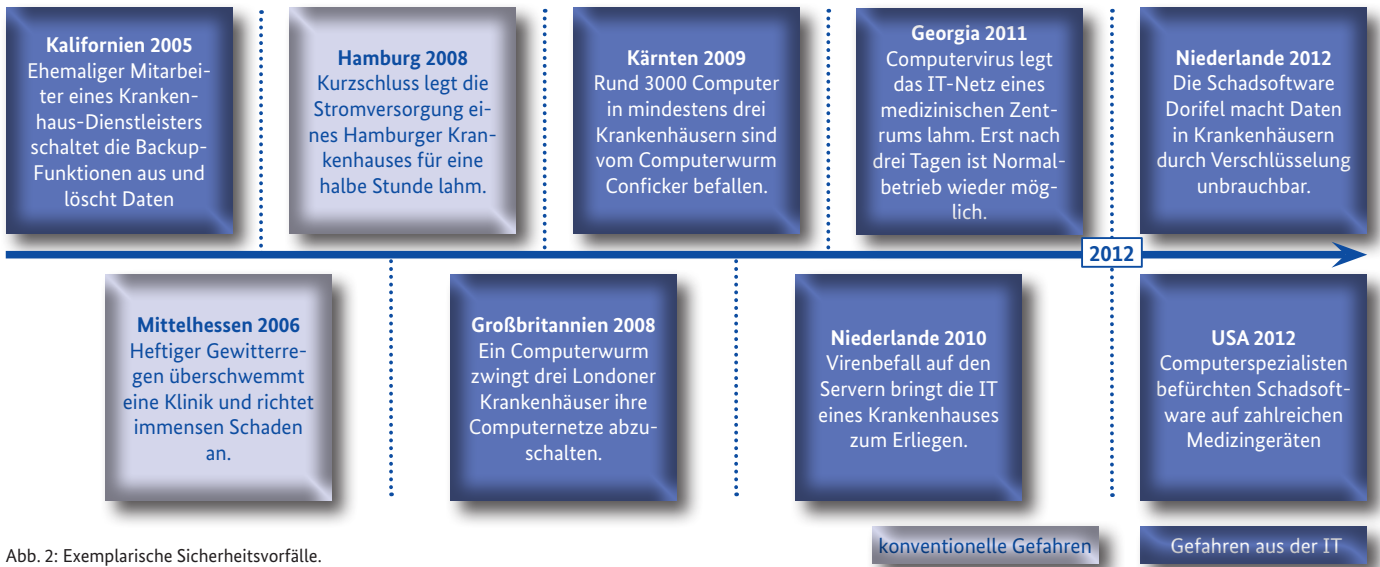 Kalifornien 2005
Ehemaliger Mitarbei-
ter eines Kranken-
haus-Dienstleisters
schaltet die Backup-
Funktionen aus und
löscht Daten
Hamburg 2008
Kurzschluss legt die
Stromversorgung ei-
nes Hamburger Kran-
kenhauses für eine
halbe Stunde lahm.
Kärnten 2009
Rund 3000 Computer
in mindestens drei
Krankenhäusern sind
vom Computerwurm
Conficker befallen.
Georgia 2011
Computervirus legt
das IT-Netz eines
medizinischen Zent-
rums lahm. Erst nach
drei Tagen ist Normal-
betrieb wieder mög-
lich.
Niederlande 2012
Die Schadsoftware
Dorifel macht Daten
in Krankenhäusern
durch Verschlüsselung
unbrauchbar.
2012
Mittelhessen 2006
Heftiger Gewitterre-
gen überschwemmt
eine Klinik und richtet
immensen Schaden
an.
Großbritannien 2008
Ein Computerwurm
zwingt drei Londoner
Krankenhäuser ihre
Computernetze abzu-
schalten.
Niederlande 2010
Virenbefall auf den
Servern bringt die IT
eines Krankenhauses
zum Erliegen.
USA 2012
Computerspezialisten
befürchten Schadsoft-
ware auf zahlreichen
Medizingeräten
Abb. 2: Exemplarische Sicherheitsvorfälle.
konventionelle Gefahren
Gefahren aus der IT